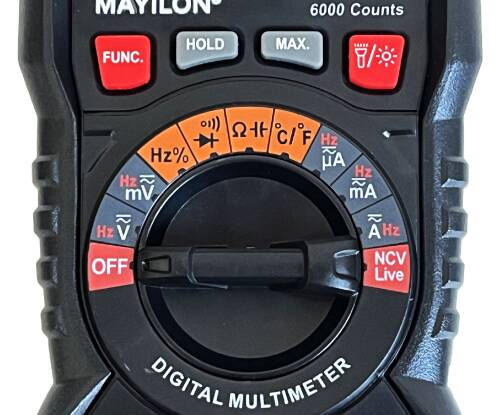 MAYILON®
6000 Counts
FUNC.
HOLD
MAX.
Hz%
Ω
°C/°F
Hz
mV
Hz
µA
Hz
mA
Hz V
A Hz
OFF
NCV
Live
DIGITAL MULTIMETER